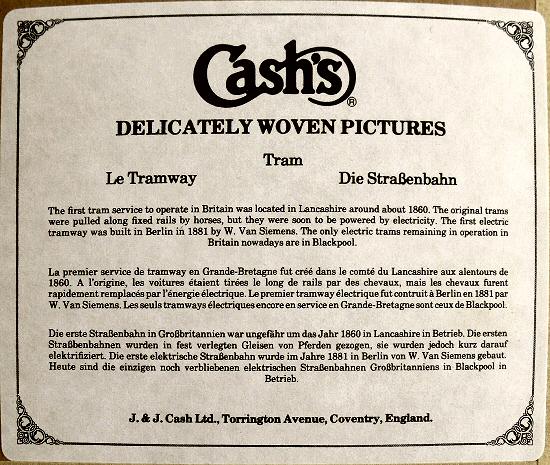 Cash's®
DELICATELY WOVEN PICTURES
Tram
Le Tramway Die Straßenbahn
The first tram service to operate in Britain was located in Lancashire around about 1860. The original trams
were pulled along fixed rails by horses, but they were soon to be powered by electricity. The first electric
tramway was built in Berlin in 1881 by W. Van Siemens. The only electric trams remaining in operation in
Britain nowadays are in Blackpool.
La premier service de tramway en Grande-Bretagne fut créé dans le comté du Lancashire aux alentours de
1860. A l'origine, les voitures étaient tirées le long de rails par des chevaux, mais les chevaux furent
rapidement remplacés par l'énergie électrique. Le premier tramway électrique fut contruit à Berlin en 1881 par
W. Van Siemens. Les seuls tramways électriques encore en service en Grande-Bretagne sont ceux de Blackpool.
Die erste Straßenbahn in Großbritannien war ungefähr um das Jahr 1860 in Lancashire in Betrieb. Die ersten
Straßbahnbahnen wurden in fest verlegten Gleisen von Pferden gezogen, sie wurden jedoch kurz darauf
elektrifiziert. Die erste elektrische Straßenbahn wurde im Jahre 1881 in Berlin von W. Van Siemens gebaut.
Heute sind die einzigen noch verbliebenen elektrischen Straßenbahnen Großbritanniens in Blackpool in
Betrieb.
J. & J. Cash Ltd., Torrington Avenue, Coventry, England.